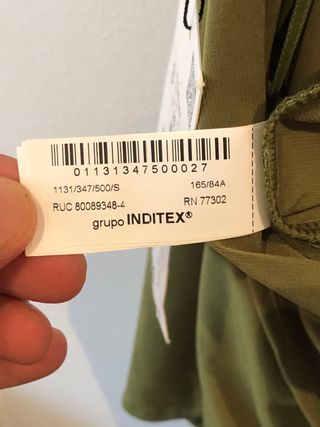 01131347500027
1131/347/500/S 165/84A
RUC 80089348-4 RN 77302
grupo INDITEX®